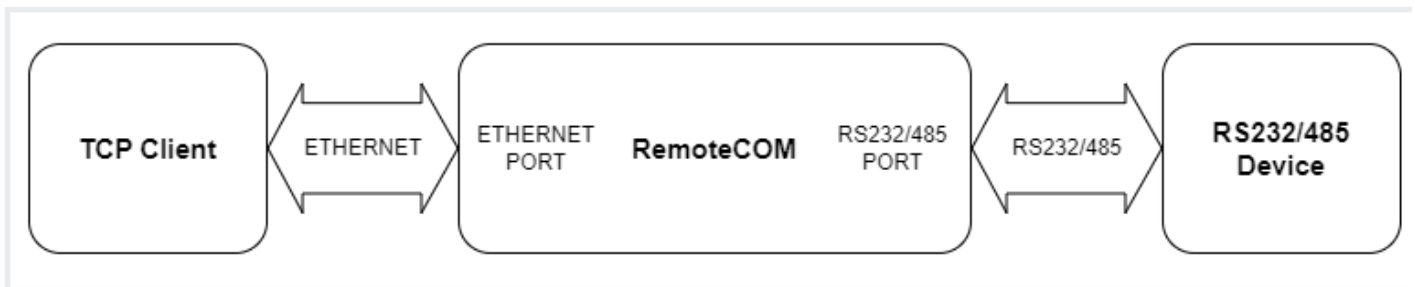 TCP Client
ETHERNET
ETHERNET
PORT
RemoteCOM
RS232/485
PORT
RS232/485
RS232/485
Device